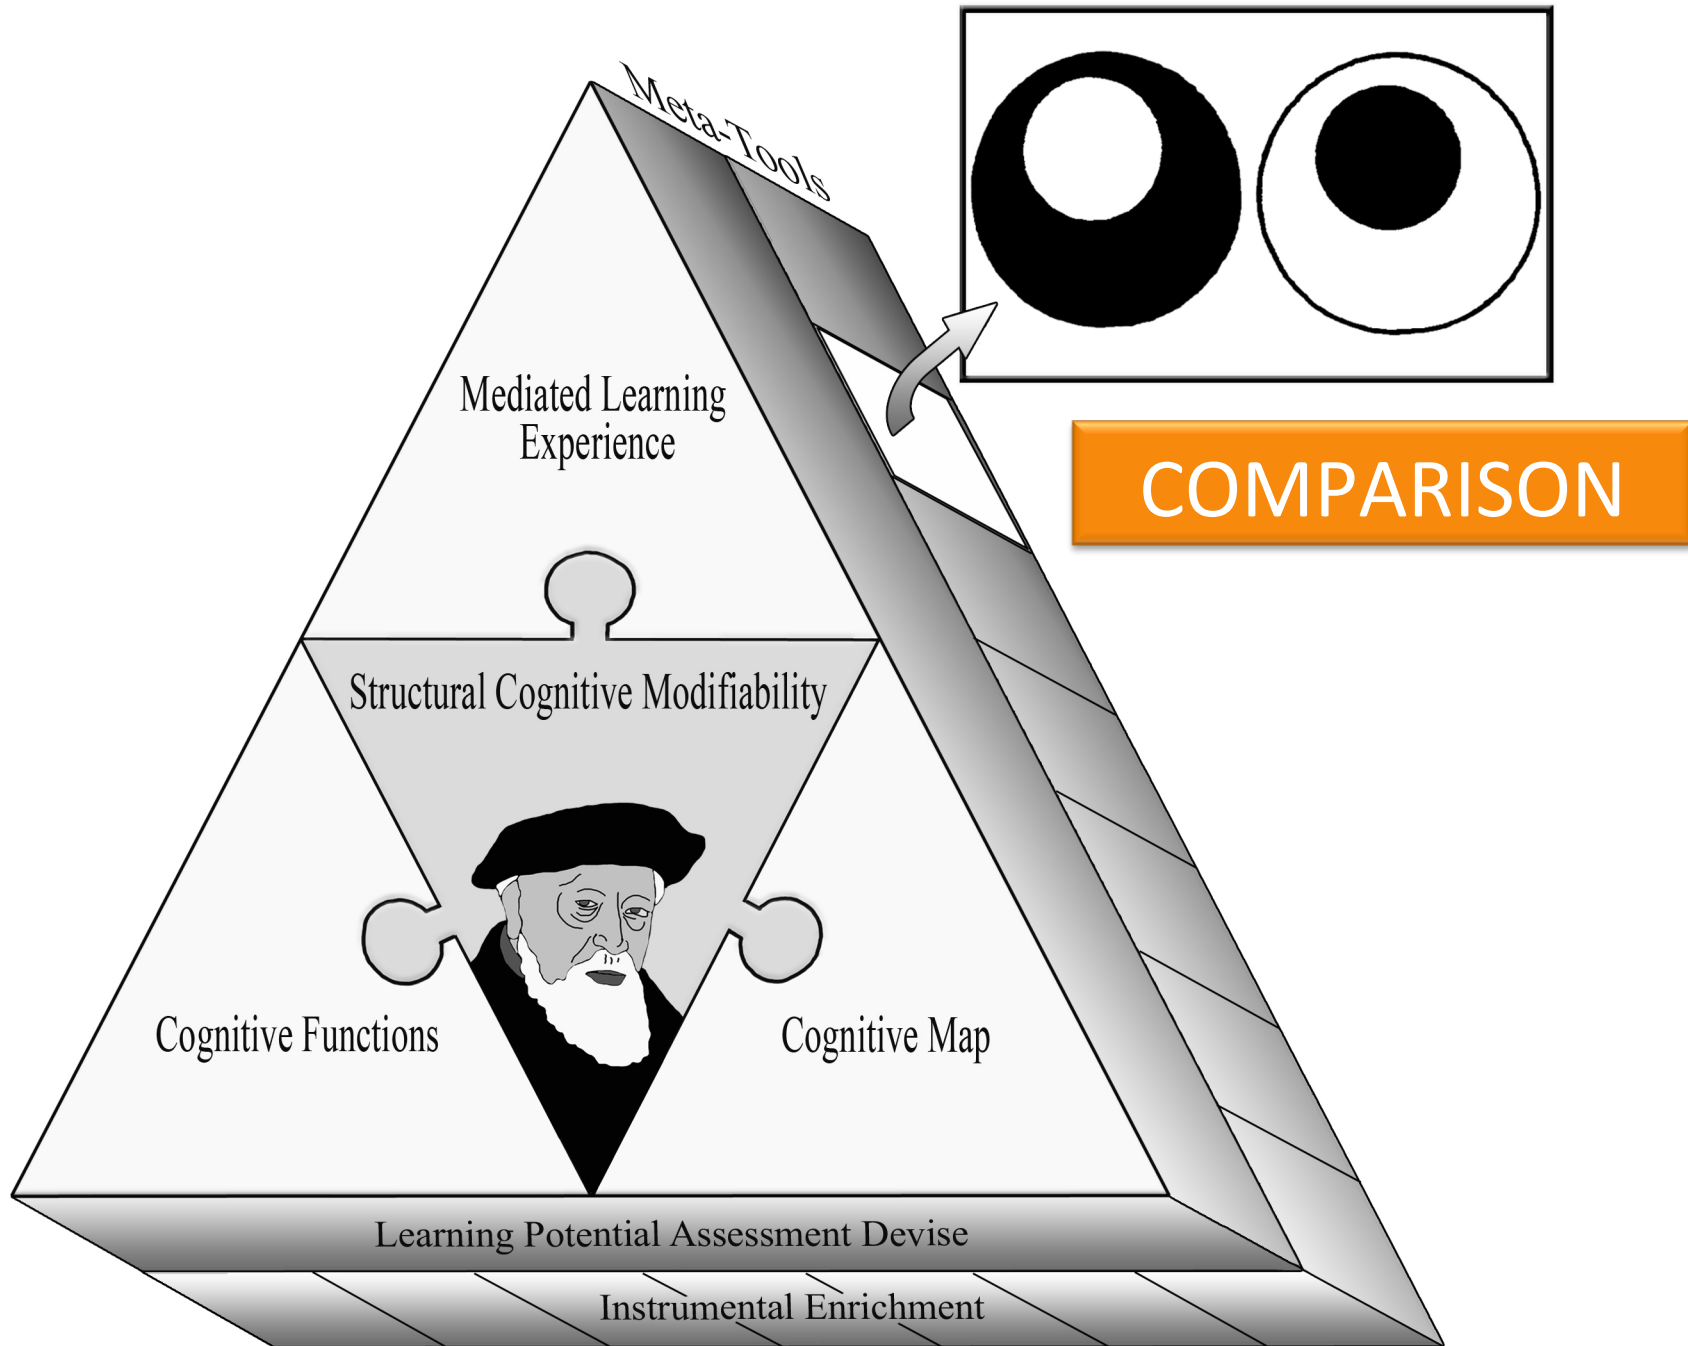 Meta-Tools
COMPARISON
Mediated Learning
Experience
Structural Cognitive Modifiability
Cognitive Functions
Cognitive Map
Learning Potential Assessment Devise
Instrumental Enrichment